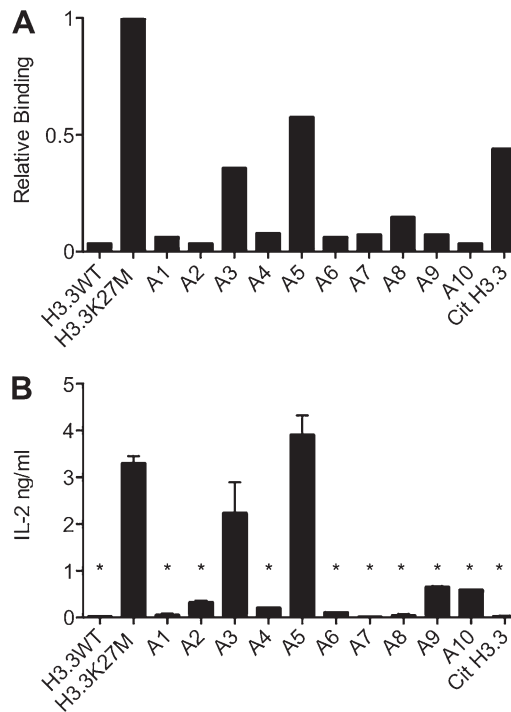 A
Relative Binding
1
0.5
0
H3.3WT
H3.3K27M
A1
A2
A3
A4
A5
A6
A7
A8
A9
A10
Cit H3.3
B
IL-2 ng/ml
5
4
3
2
1
0
* * * * * * * * * *
H3.3WT
H3.3K27M
A1
A2
A3
A4
A5
A6
A7
A8
A9
A10
Cit H3.3